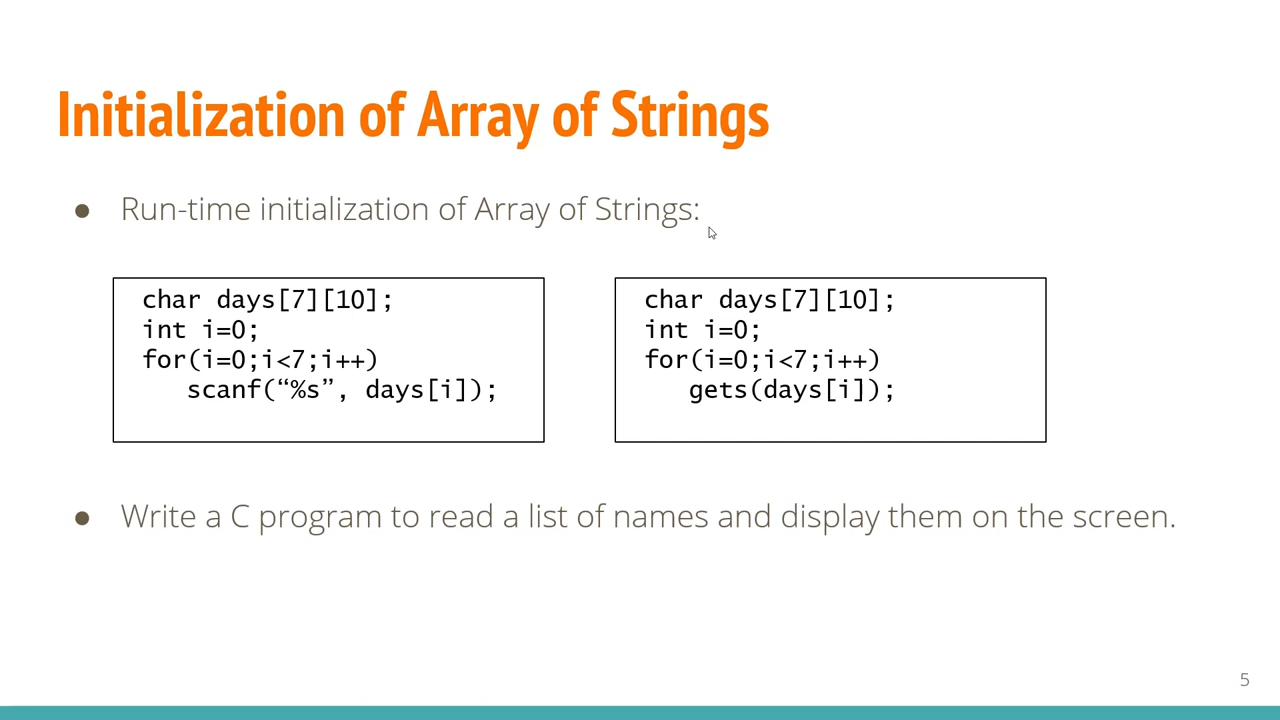 Initialization of Array of Strings
● Run-time initialization of Array of Strings:
char days[7][10];
int i=0;
for(i=0;i<7;i++)
scanf(“%s”, days[i]);
char days[7][10];
int i=0;
for(i=0;i<7;i++)
gets(days[i]);
● Write a C program to read a list of names and display them on the screen.
5